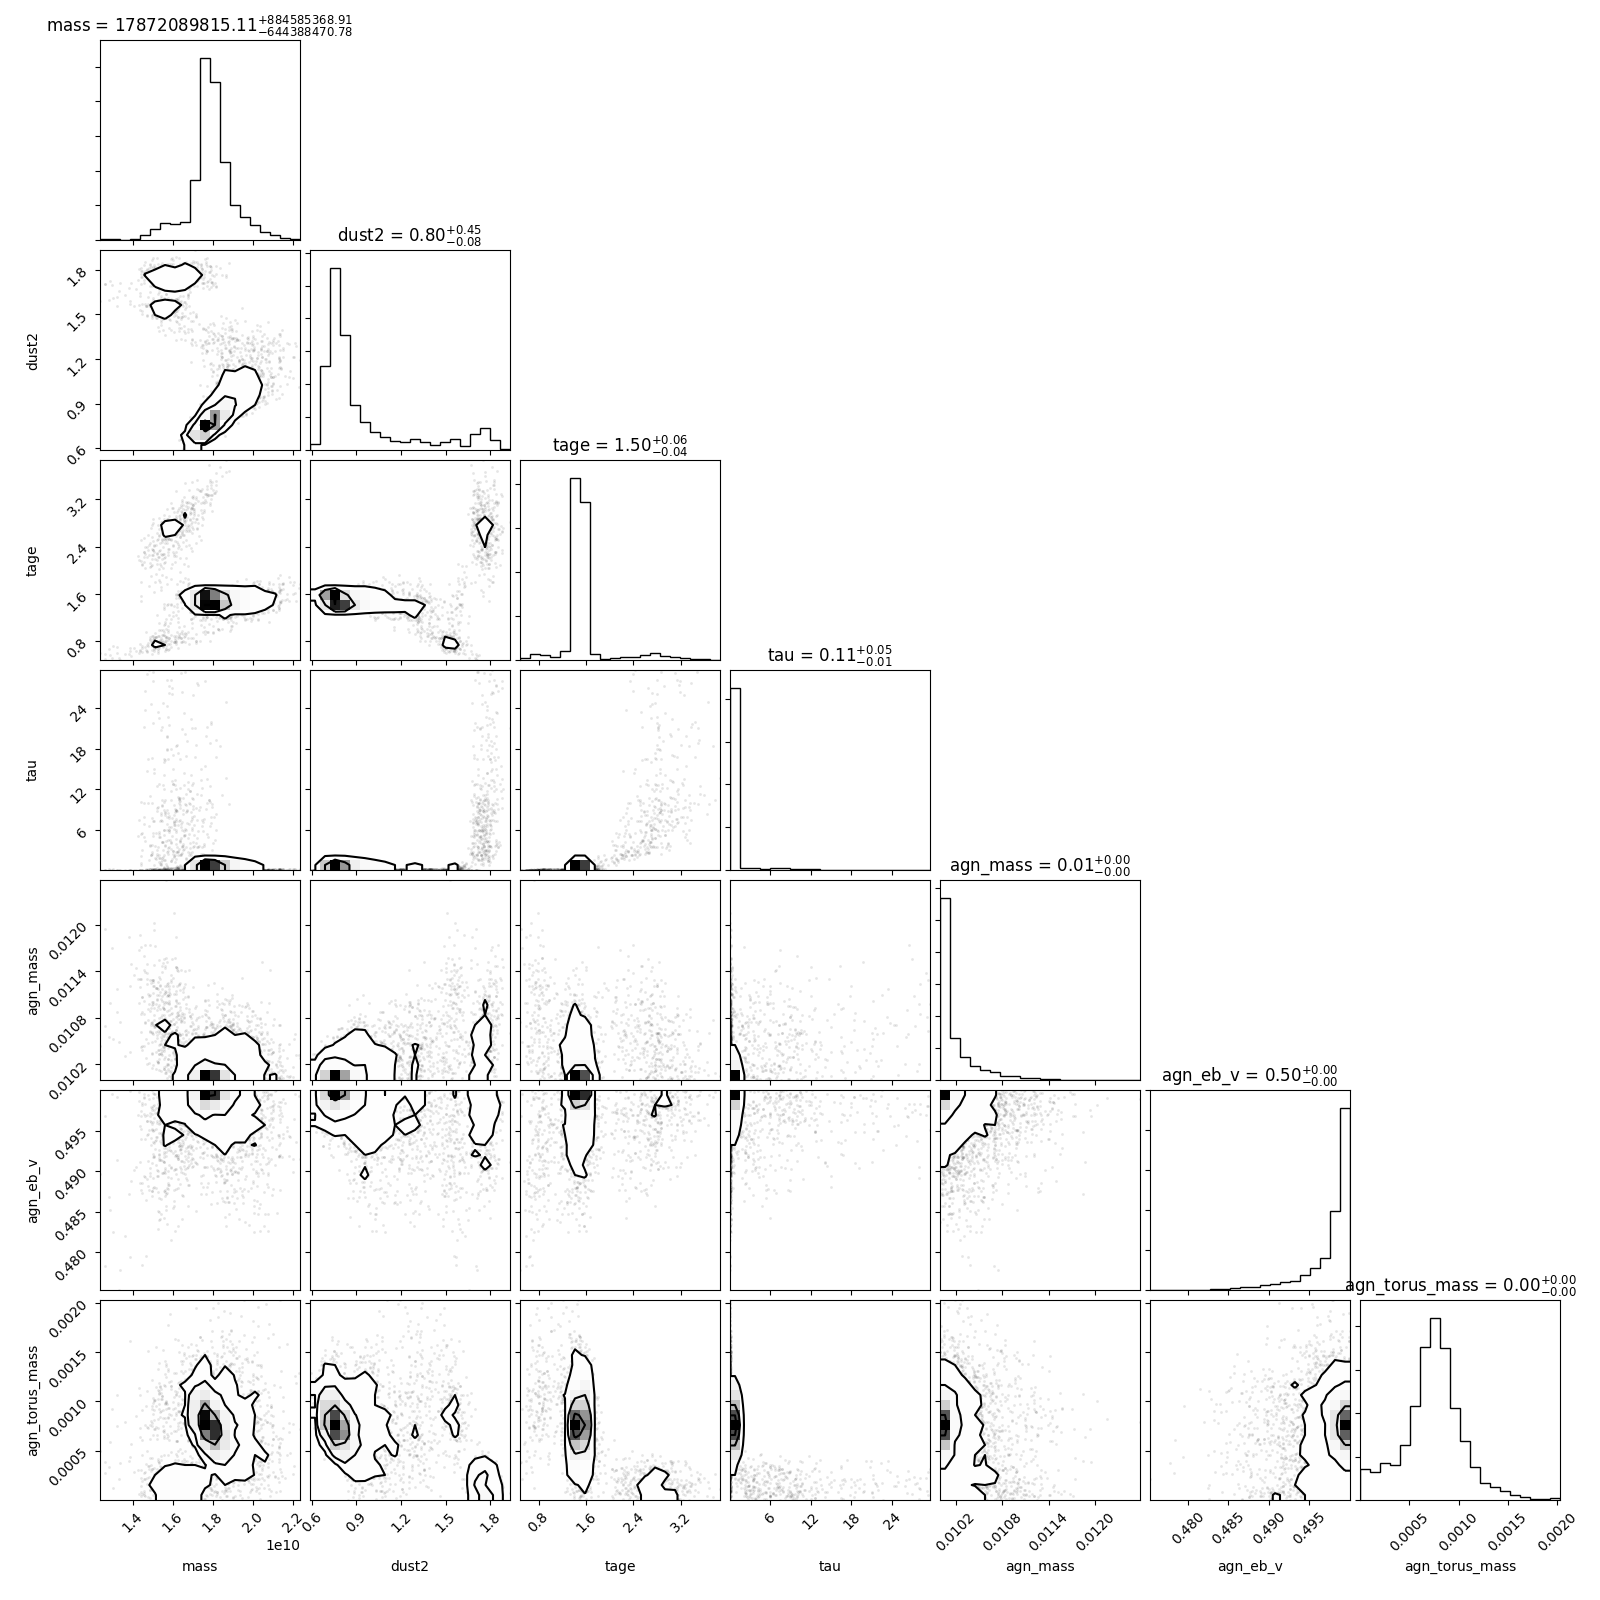 mass = 17872089815.11+884585368.91−644388470.78
dust2 = 0.80+0.45−0.08
1.8
1.5
1.2
0.9
0.6
dust2
tage = 1.50+0.06−0.04
3.2
2.4
1.6
0.8
tage
tau = 0.11+0.05−0.01
24
18
12
6
tau
agn_mass = 0.01+0.00−0.00
0.0120
0.0114
0.0108
0.0102
agn_mass
agn_eb_v = 0.50+0.00−0.00
0.495
0.490
0.485
0.480
agn_eb_v
agn_torus_mass = 0.00+0.00−0.00
0.0020
0.0015
0.0010
0.0005
agn_torus_mass
1.4 1.6 1.8 2.0 2.2 0.6 0.9 1.2 1.5 1.8 0.8 1.6 2.4 3.2 6 12 18 24 0.0102 0.0108 0.0114 0.0120 0.480 0.485 0.490 0.495 0.0005 0.0010 0.0015 0.0020
1e10
mass dust2 tage tau agn_mass agn_eb_v agn_torus_mass